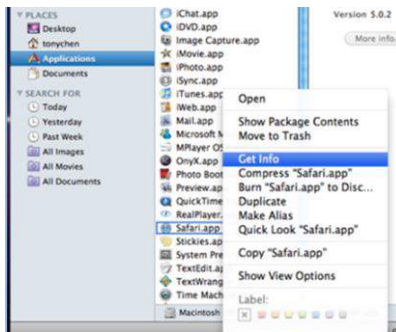 PLACES
Desktop
tonychen
Applications
Documents
SEARCH FOR
Today
Yesterday
Past Week
All Images
All Movies
All Documents
iChat.app
iDVD.app
Image Capture.app
iMovie.app
iPhoto.app
iSync.app
iTunes.app
iWeb.app
Mail.app
Microsoft M
MPlayer OS
OnyX.app
Photo Boot
Preview.ap
QuickTime
RealPlayer.
Safari.app
Stickies.ap
System Pre
TextEdit.ap
TextWrang
Time Mach
Macintosh
Version 5.0.2
More Info.
Open
Show Package Contents
Move to Trash
Get Info
Compress "Safari.app"
Burn "Safari.app" to Disc...
Duplicate
Make Alias
Quick Look "Safari.app"
Copy "Safari.app"
Show View Options
Label: